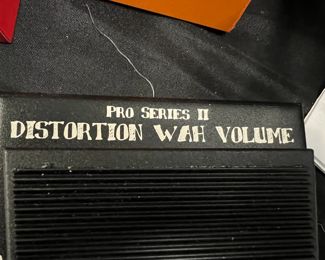 PRO SERIES II
DISTORTION WAH VOLUME